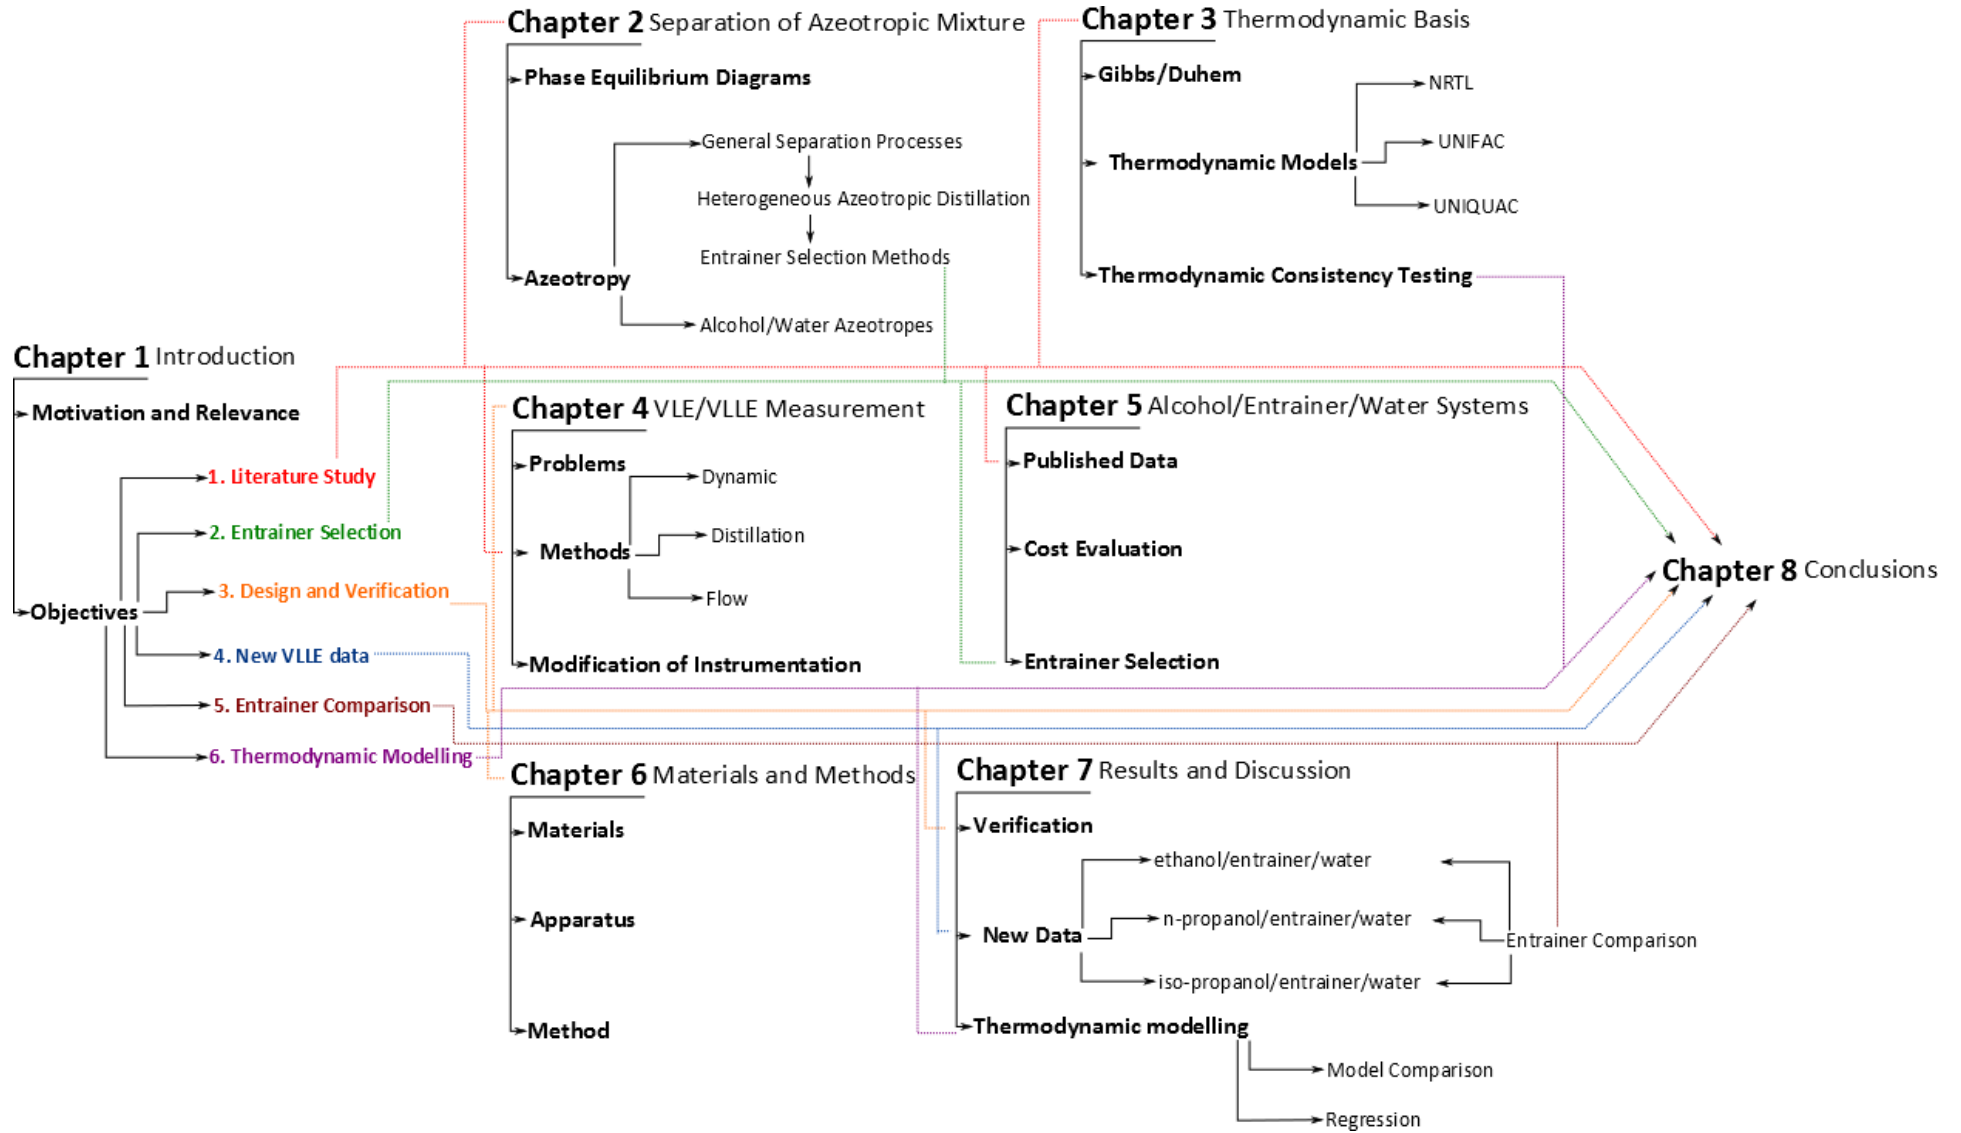 Chapter 1 Introduction
Motivation and Relevance
Objectives
1. Literature Study
2. Entrainer Selection
3. Design and Verification
4. New VLLE data
5. Entrainer Comparison
6. Thermodynamic Modelling
Chapter 2 Separation of Azeotropic Mixture
Phase Equilibrium Diagrams
Azeotropy
General Separation Processes
Heterogeneous Azeotropic Distillation
Entrainer Selection Methods
Alcohol/Water Azeotropes
Chapter 3 Thermodynamic Basis
Gibbs/Duhem
Thermodynamic Models
NRTL
UNIFAC
UNIQUAC
Thermodynamic Consistency Testing
Chapter 4 VLE/VLLE Measurement
Problems
Methods
Dynamic
Distillation
Flow
Modification of Instrumentation
Chapter 5 Alcohol/Entrainer/Water Systems
Published Data
Cost Evaluation
Entrainer Selection
Chapter 6 Materials and Methods
Materials
Apparatus
Method
Chapter 7 Results and Discussion
Verification
New Data
ethanol/entrainer/water
n-propanol/entrainer/water
iso-propanol/entrainer/water
Entrainer Comparison
Thermodynamic modelling
Model Comparison
Regression
Chapter 8 Conclusions